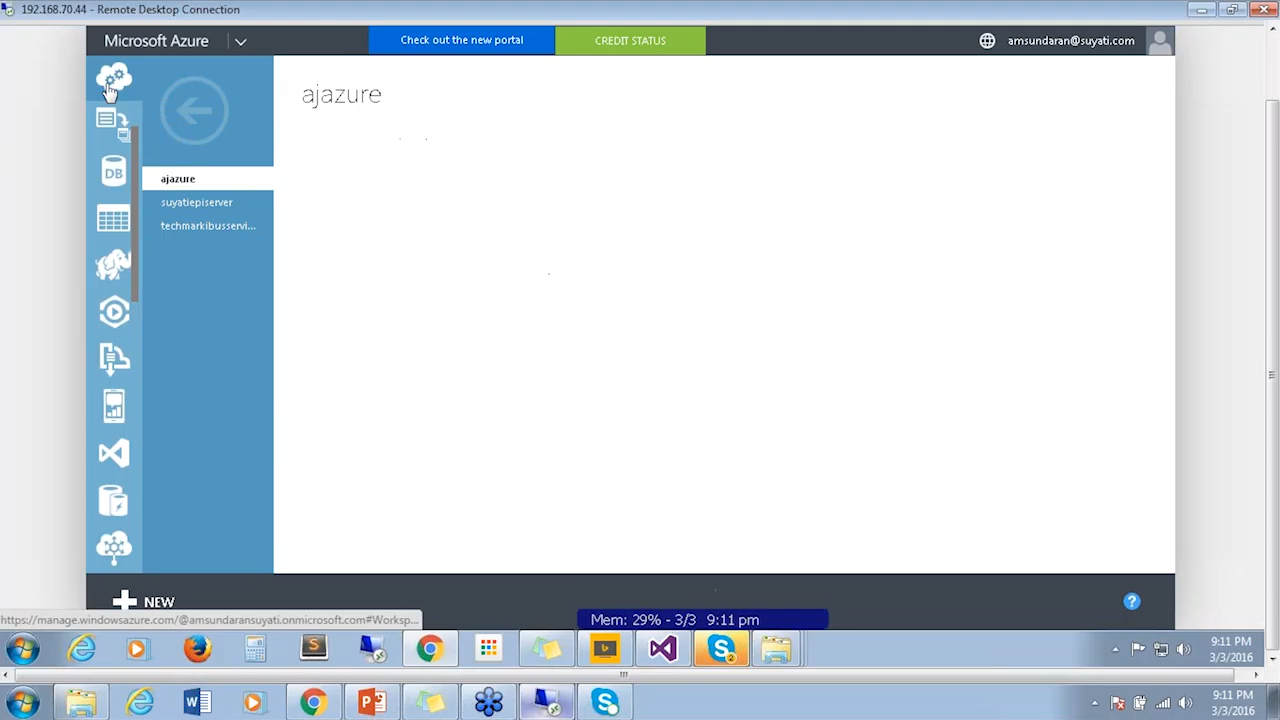 192.168.70.44 - Remote Desktop Connection
Microsoft Azure
Check out the new portal
CREDIT STATUS
amsundaran@suyati.com
ajazure
DB
ajazure
suyatiepiserver
techmarkibusservi...
NEW
?
https://manage.windowsazure.com/@amsundaransuyati.onmicrosoft.com#Worksp...
Mem: 29% - 3/3 9:11 pm
9:11 PM
3/3/2016
9:11 PM
3/3/2016